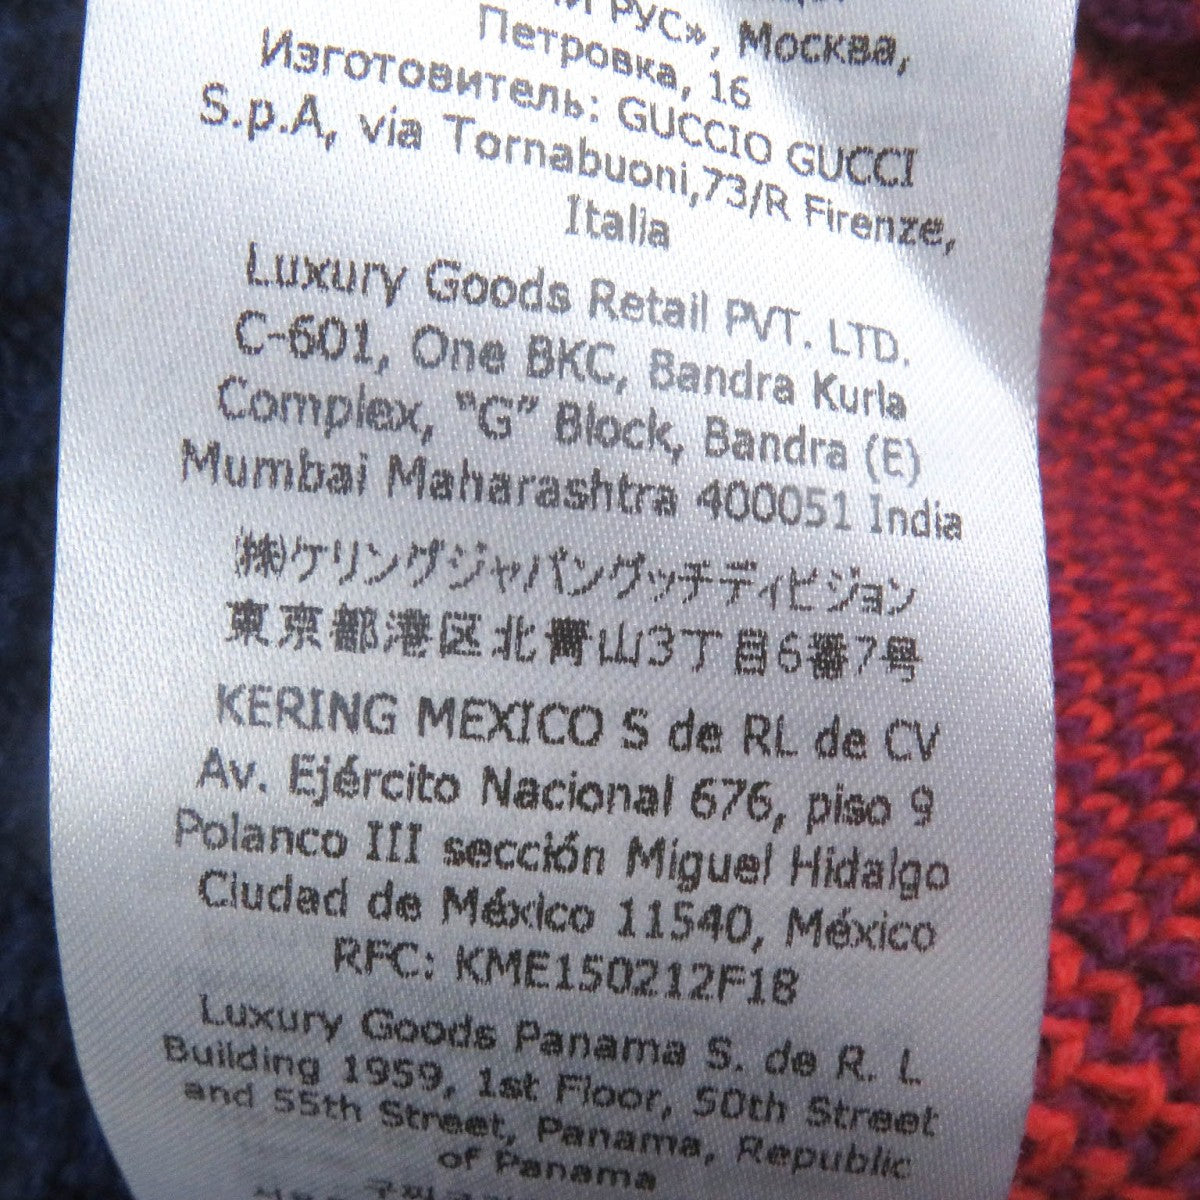 РУС», Москва,
Петровка, 16
Изготовитель: GUCCIO GUCCI
S.p.A, via Tornabuoni,73/R Firenze,
Italia
Luxury Goods Retail PVT. LTD.
C-601, One BKC, Bandra Kurla
Complex, “G” Block, Bandra (E)
Mumbai Maharashtra 400051 India
㈱ケリングジャパングッチディビジョン
東京都港区北青山3丁目6番7号
KERING MEXICO S de RL de CV
Av. Ejército Nacional 676, piso 9
Polanco III sección Miguel Hidalgo
Ciudad de México 11540, México
RFC: KME150212F18
Luxury Goods Panama S. de R. L
Building 1959, 1st Floor, 50th Street
and 55th Street, Panama, Republic
of Panama